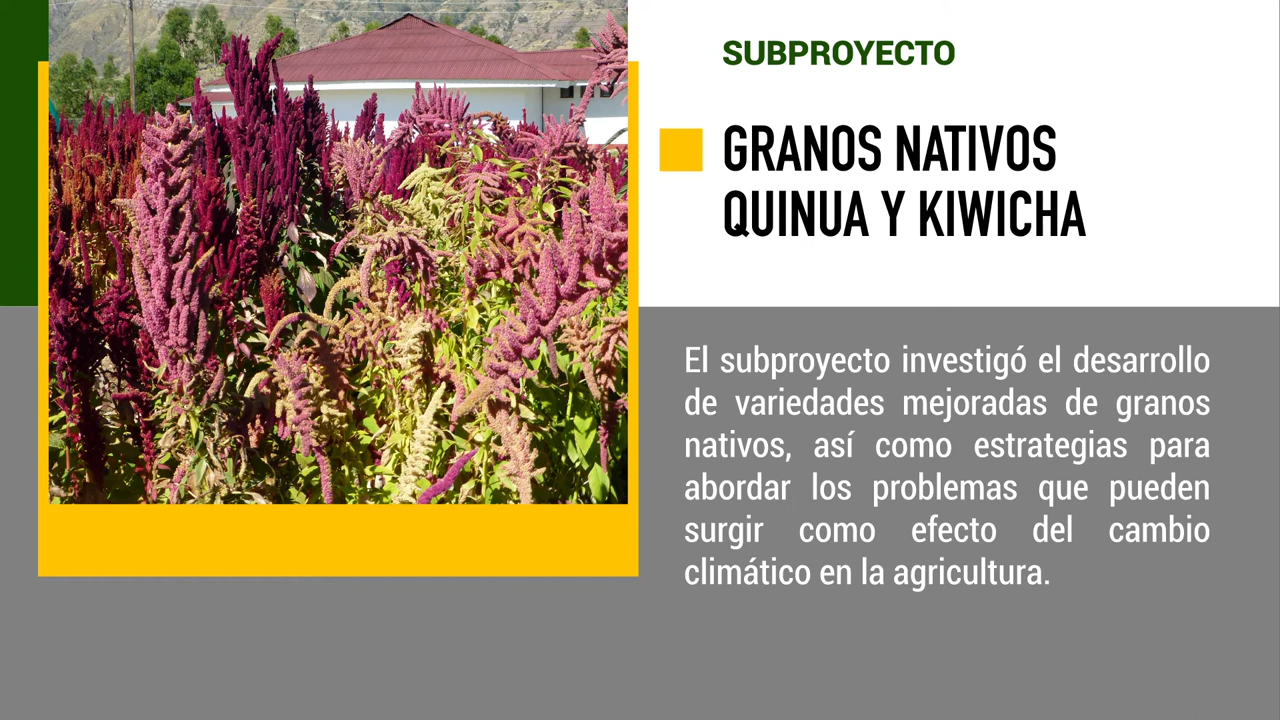 SUBPROYECTO
GRANOS NATIVOS
QUINUA Y KIWICHA
El subproyecto investigó el desarrollo
de variedades mejoradas de granos
nativos, así como estrategias para
abordar los problemas que pueden
surgir como efecto del cambio
climático en la agricultura.